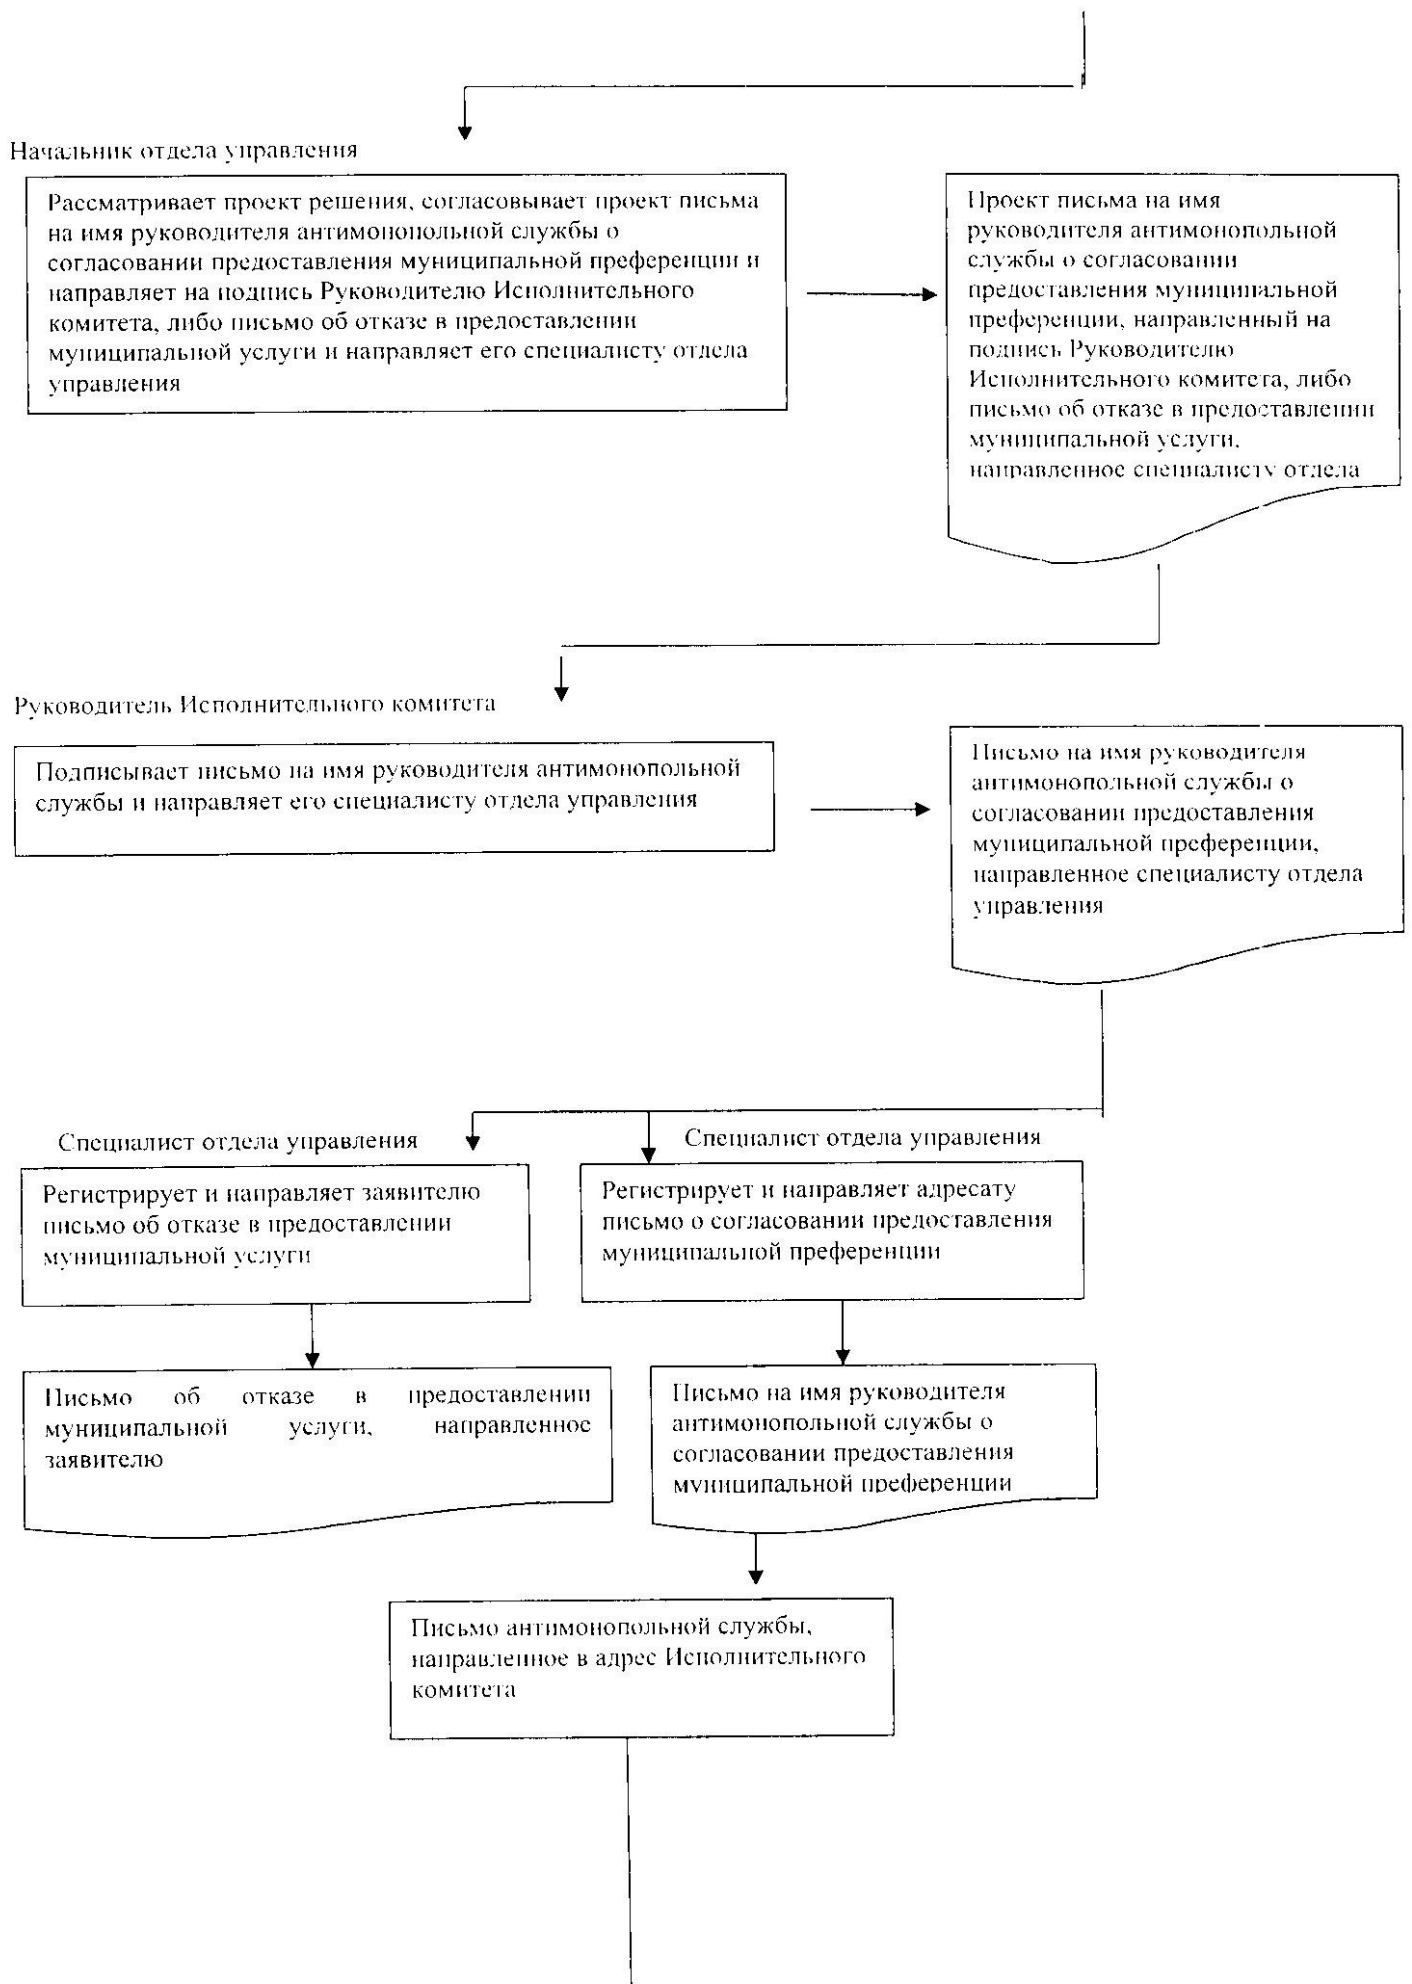 Начальник отдела управления
Рассматривает проект решения, согласовывает проект письма
на имя руководителя антимонопольной службы о
согласовании предоставления муниципальной преференции и
направляет на подпись Руководителю Исполнительного
комитета, либо письмо об отказе в предоставлении
муниципальной услуги и направляет его специалисту отдела
управления
Проект письма на имя
руководителя антимонопольной
службы о согласовании
предоставления муниципальной
преференции, направленный на
подпись Руководителю
Исполнительного комитета, либо
письмо об отказе в предоставлении
муниципальной услуги,
направленное специалисту отдела
Руководитель Исполнительного комитета
Подписывает письмо на имя руководителя антимонопольной
службы и направляет его специалисту отдела управления
Письмо на имя руководителя
антимонопольной службы о
согласовании предоставления
муниципальной преференции,
направленное специалисту отдела
управления
Специалист отдела управления
Регистрирует и направляет заявителю
письмо об отказе в предоставлении
муниципальной услуги
Специалист отдела управления
Регистрирует и направляет адресату
письмо о согласовании предоставления
муниципальной преференции
Письмо об отказе в предоставлении
муниципальной услуги, направленное
заявителю
Письмо на имя руководителя
антимонопольной службы о
согласовании предоставления
муниципальной преференции
Письмо антимонопольной службы,
направленное в адрес Исполнительного
комитета